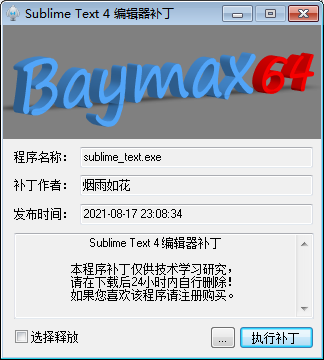 Sublime Text 4 编辑器补丁
Baymax64
程序名称： sublime_text.exe
补丁作者： 烟雨如花
发布时间： 2021-08-17 23:08:34
Sublime Text 4 编辑器补丁
本程序补丁仅供技术学习研究，
请在下载后24小时内自行删除！
如果您喜欢该程序请注册购买。
选择释放 ... 执行补丁